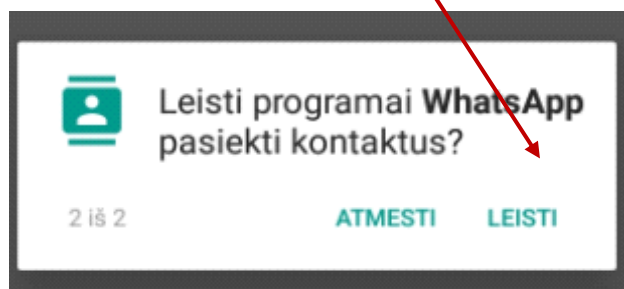 Leisti programai WhatsApp
pasiekti kontaktus?
2 iš 2 ATMESTI LEISTI